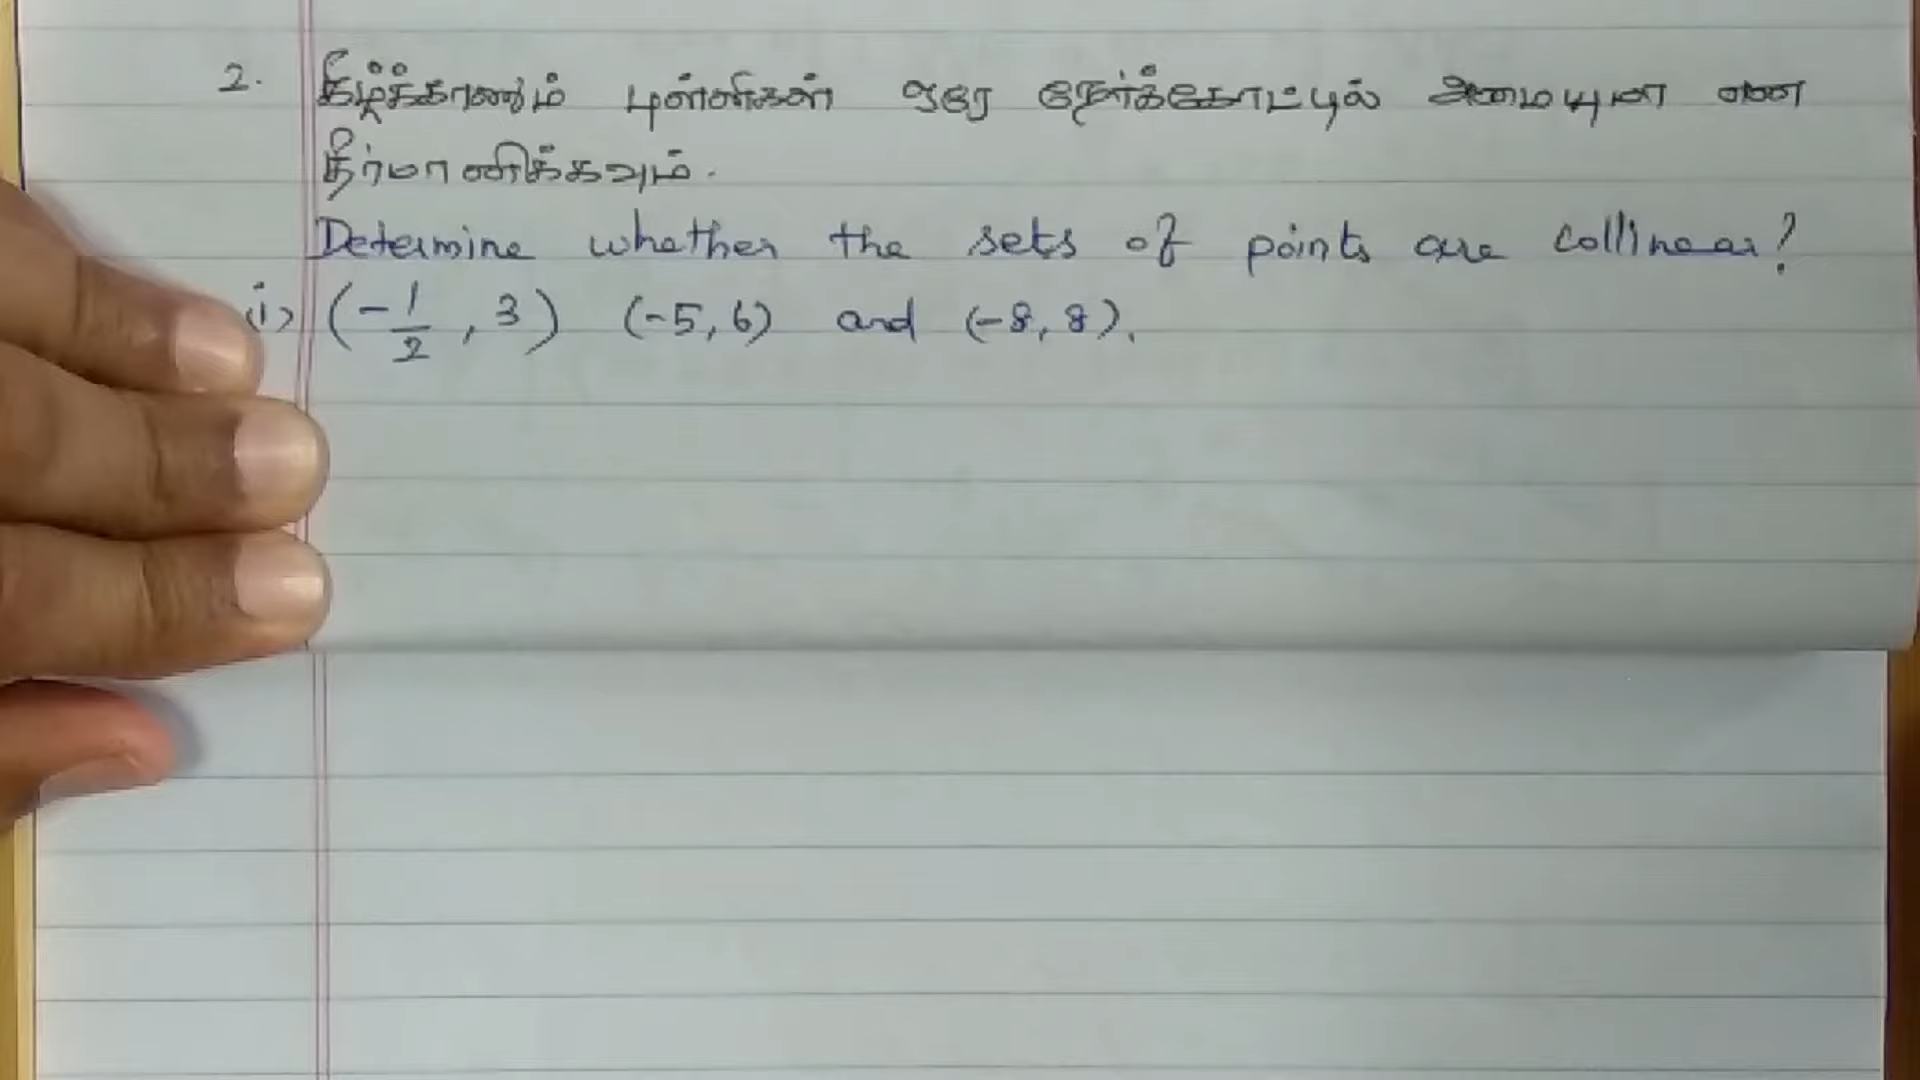 2. கீழ்க்காணும் புள்ளிகள் ஒரே நேர்க்கோட்டில் அமையுமா என
தீர்மானிக்கவும்.
Determine whether the sets of points are collinear?
(i) (-1/2, 3) (-5, 6) and (-8, 8).